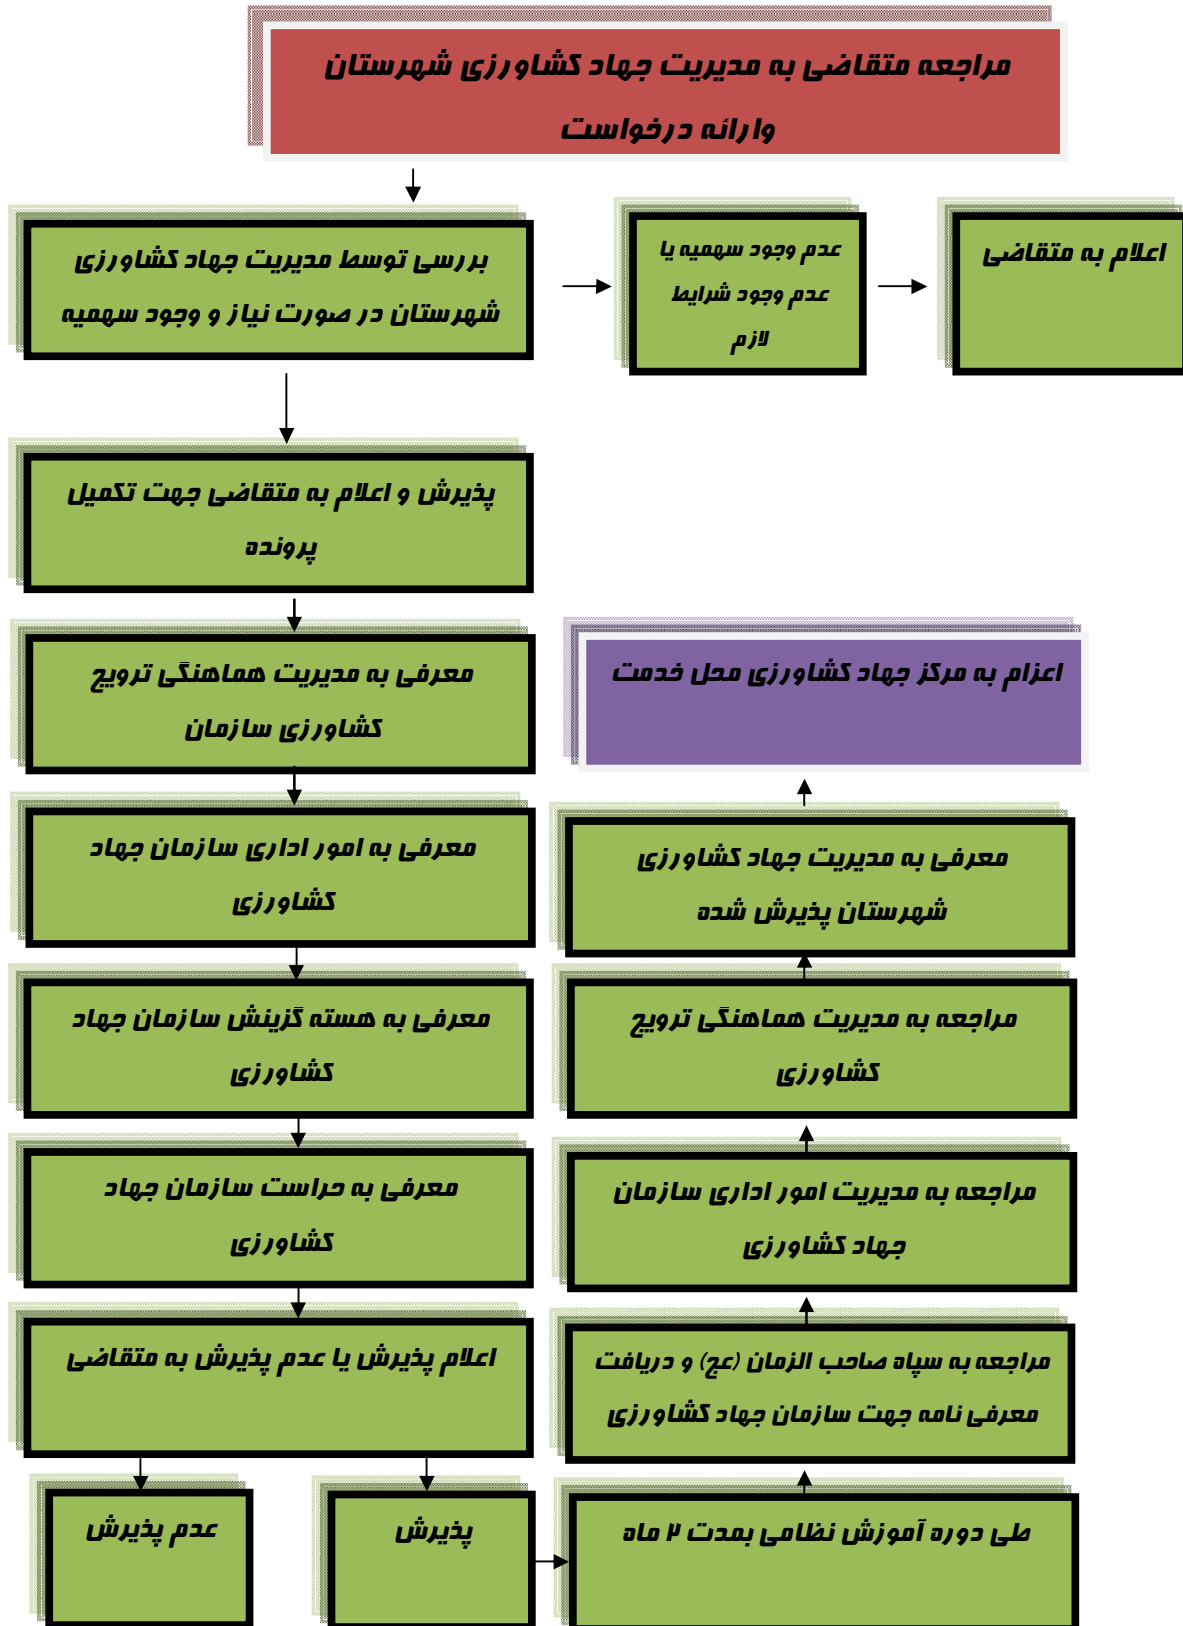 مراجعه متقاضی به مدیریت جهاد کشاورزی شهرستان
وارائه درخواست
بررسی توسط مدیریت جهاد کشاورزی
شهرستان در صورت نیاز و وجود سهمیه
عدم وجود سهمیه یا
عدم وجود شرایط
لازم
اعلام به متقاضی
پذیرش و اعلام به متقاضی جهت تکمیل
پرونده
معرفی به مدیریت هماهنگی ترویج
کشاورزی سازمان
معرفی به امور اداری سازمان جهاد
کشاورزی
معرفی به هسته گزینش سازمان جهاد
کشاورزی
معرفی به حراست سازمان جهاد
کشاورزی
اعلام پذیرش یا عدم پذیرش به متقاضی
عدم پذیرش
پذیرش
طی دوره آموزش نظامی بمدت ۲ ماه
مراجعه به سپاه صاحب الزمان (عج) و دریافت
معرفی نامه جهت سازمان جهاد کشاورزی
مراجعه به مدیریت امور اداری سازمان
جهاد کشاورزی
مراجعه به مدیریت هماهنگی ترویج
کشاورزی
معرفی به مدیریت جهاد کشاورزی
شهرستان پذیرش شده
اعزام به مرکز جهاد کشاورزی محل خدمت